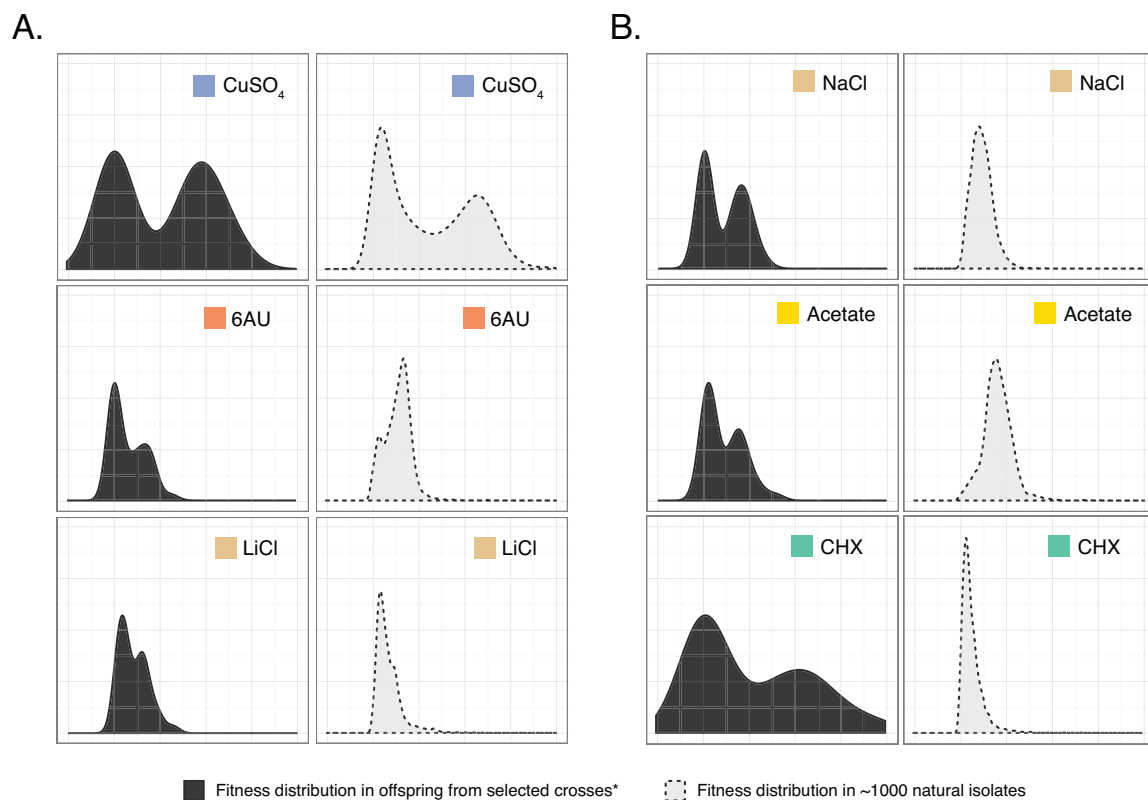 A.
B.
CuSO₄
CuSO₄
NaCl
NaCl
6AU
6AU
Acetate
Acetate
LiCl
LiCl
CHX
CHX
Fitness distribution in offspring from selected crosses*
Fitness distribution in ~1000 natural isolates